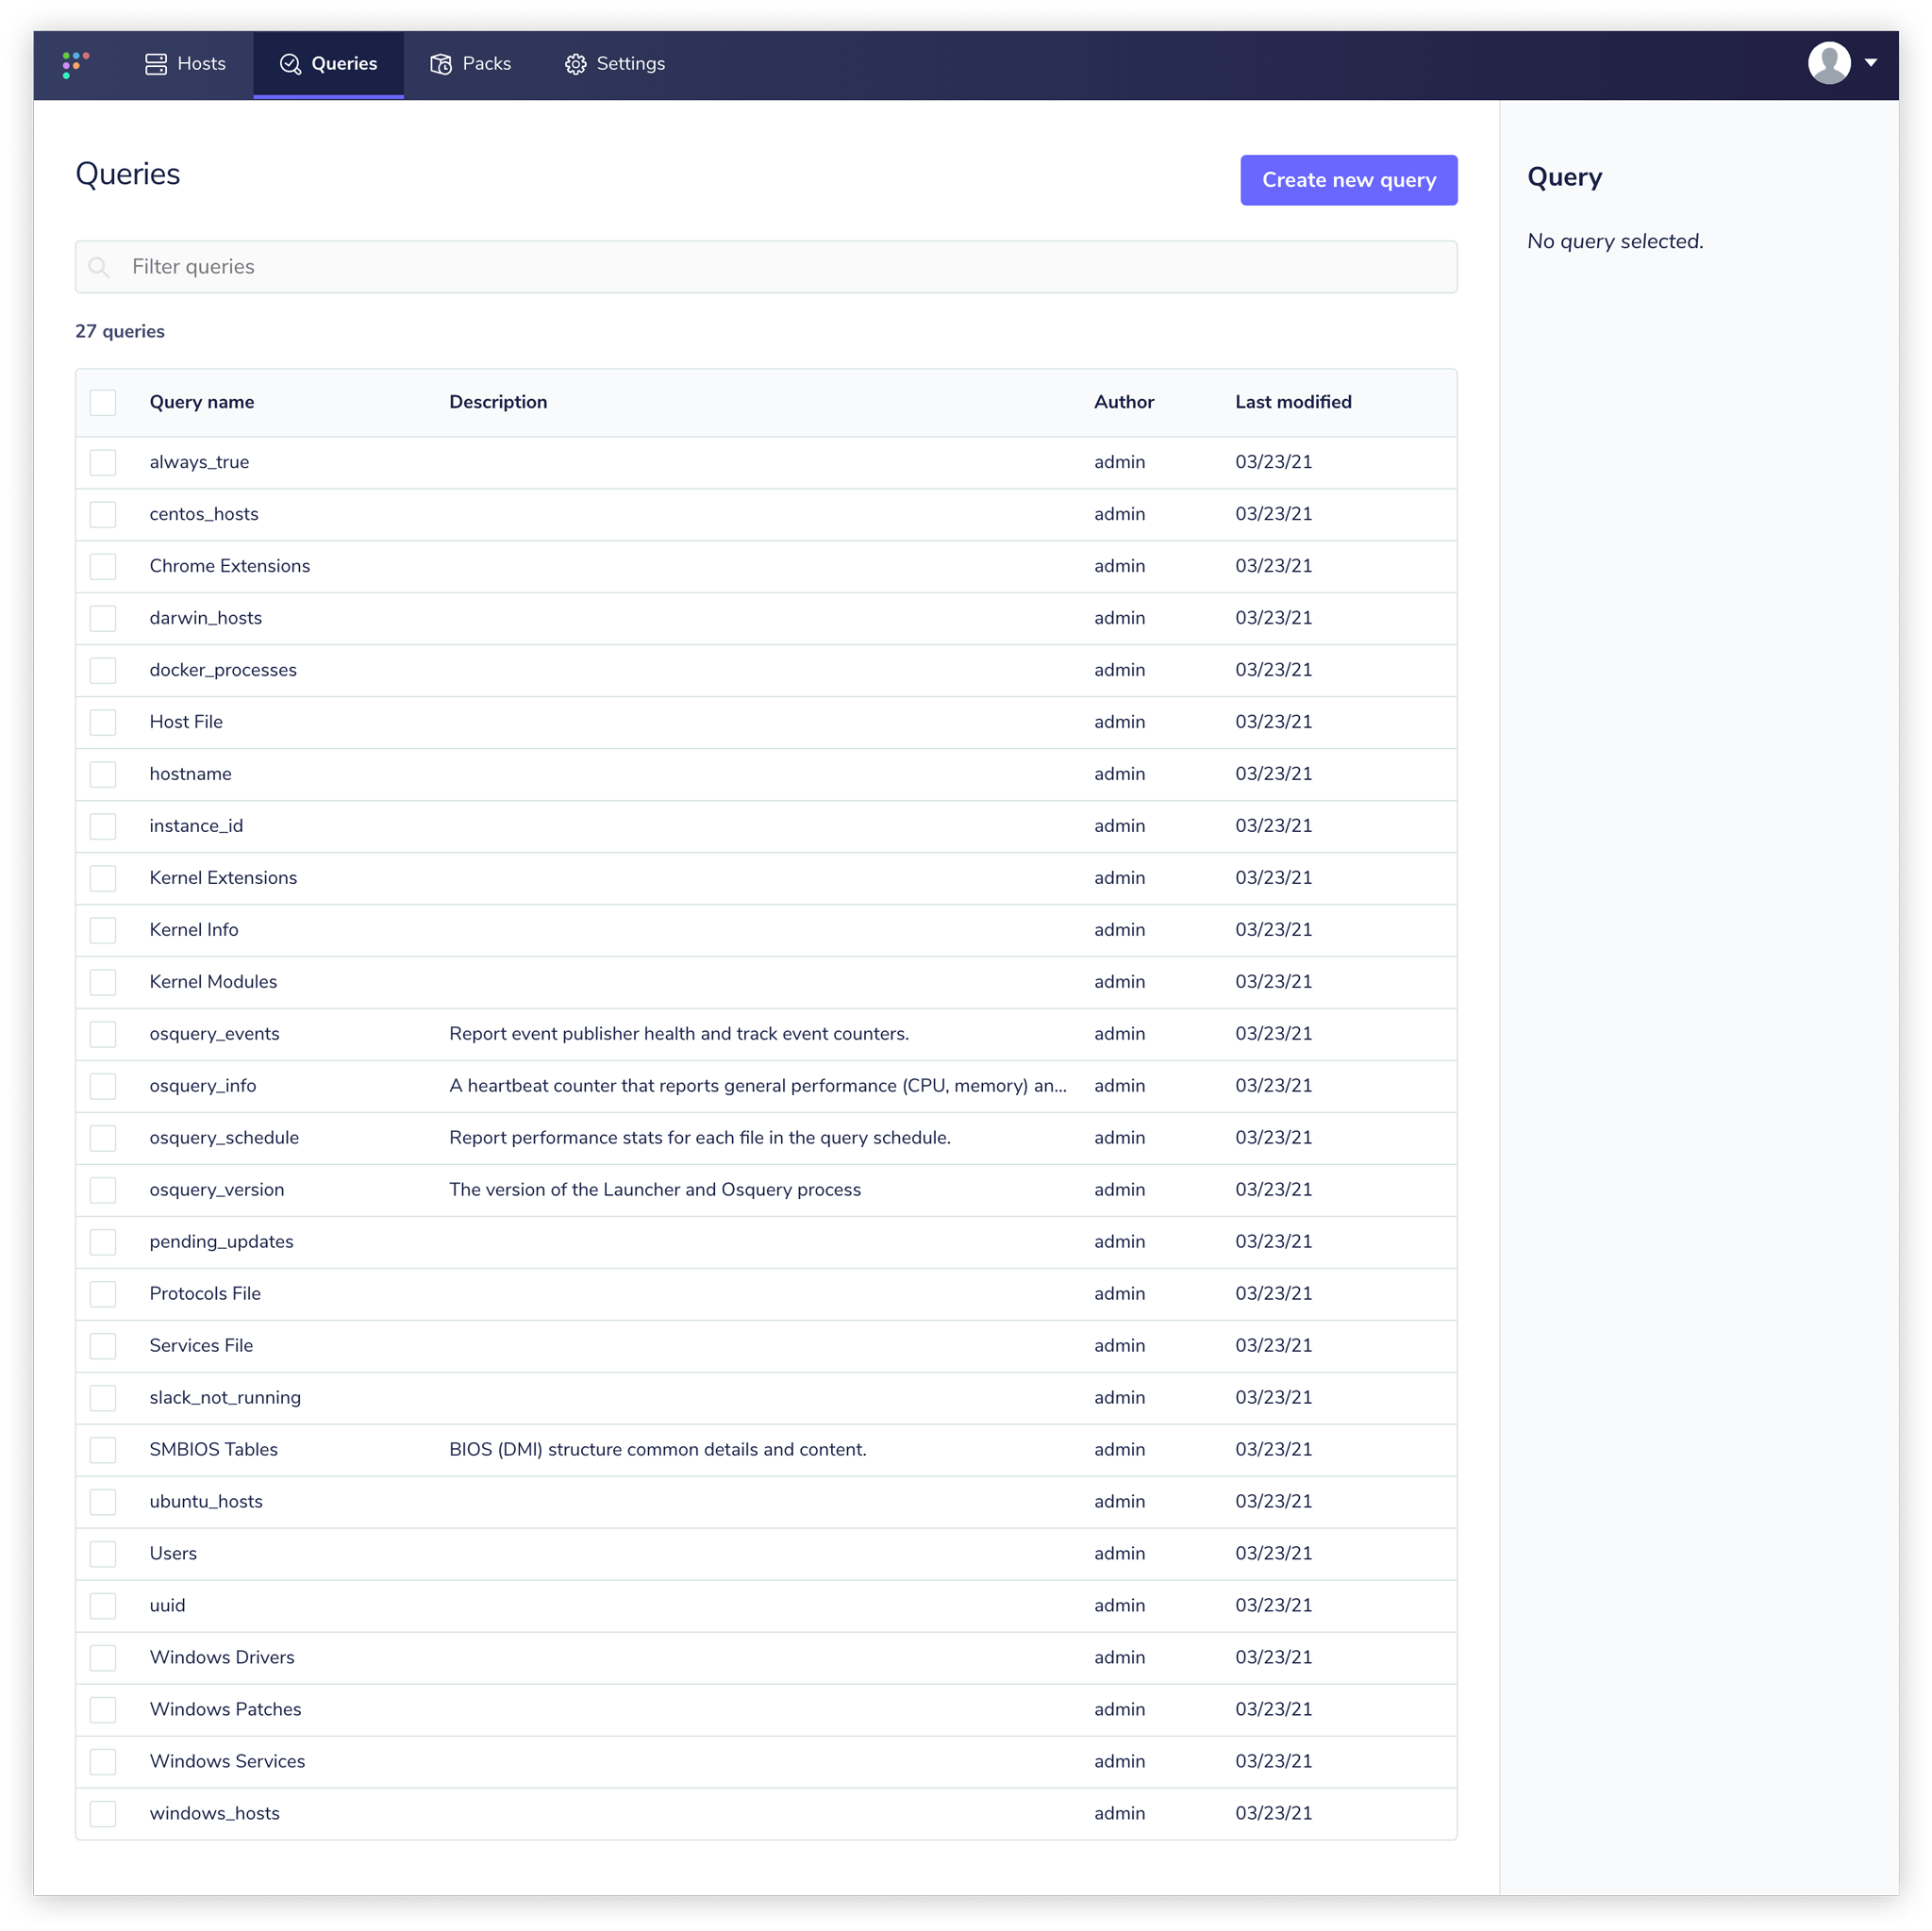 Hosts Queries Packs Settings
Queries
Create new query
Query
No query selected.
Filter queries
27 queries
Query name Description Author Last modified
always_true admin 03/23/21
centos_hosts admin 03/23/21
Chrome Extensions admin 03/23/21
darwin_hosts admin 03/23/21
docker_processes admin 03/23/21
Host File admin 03/23/21
hostname admin 03/23/21
instance_id admin 03/23/21
Kernel Extensions admin 03/23/21
Kernel Info admin 03/23/21
Kernel Modules admin 03/23/21
osquery_events Report event publisher health and track event counters. admin 03/23/21
osquery_info A heartbeat counter that reports general performance (CPU, memory) an... admin 03/23/21
osquery_schedule Report performance stats for each file in the query schedule. admin 03/23/21
osquery_version The version of the Launcher and Osquery process admin 03/23/21
pending_updates admin 03/23/21
Protocols File admin 03/23/21
Services File admin 03/23/21
slack_not_running admin 03/23/21
SMBIOS Tables BIOS (DMI) structure common details and content. admin 03/23/21
ubuntu_hosts admin 03/23/21
Users admin 03/23/21
uuid admin 03/23/21
Windows Drivers admin 03/23/21
Windows Patches admin 03/23/21
Windows Services admin 03/23/21
windows_hosts admin 03/23/21